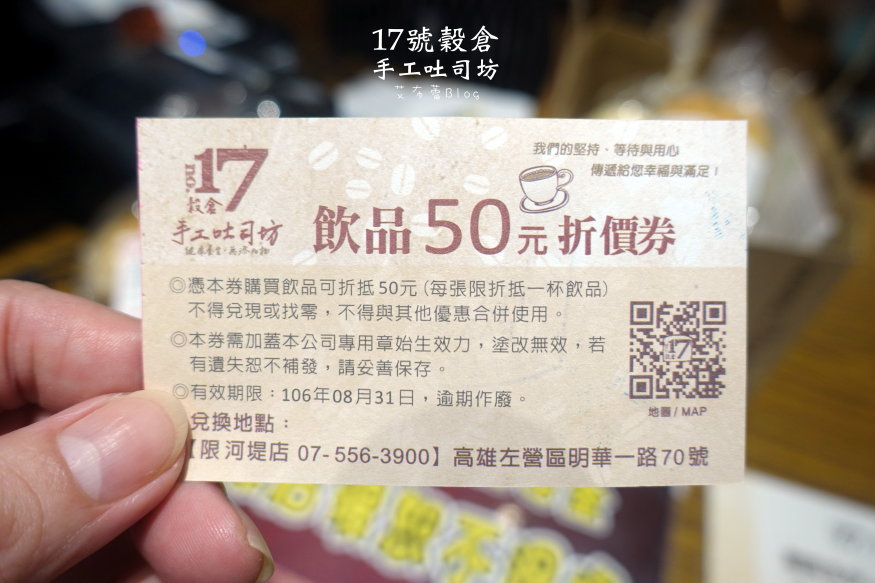 17號穀倉
手工吐司坊
艾布蕾Blog
我們的堅持、等待與用心
傳遞給您幸福與滿足！
no.17
穀倉
手工吐司坊
飲品50元折價券
◎憑本券購買飲品可折抵50元(每張限折抵一杯飲品)
不得兌現或找零，不得與其他優惠合併使用。
◎本券需加蓋本公司專用章始生效力，塗改無效，若
有遺失恕不補發，請妥善保存。
◎有效期限：106年08月31日，逾期作廢。
兌換地點：
【限河堤店 07-556-3900】高雄左營區明華一路70號
17
地圖/MAP